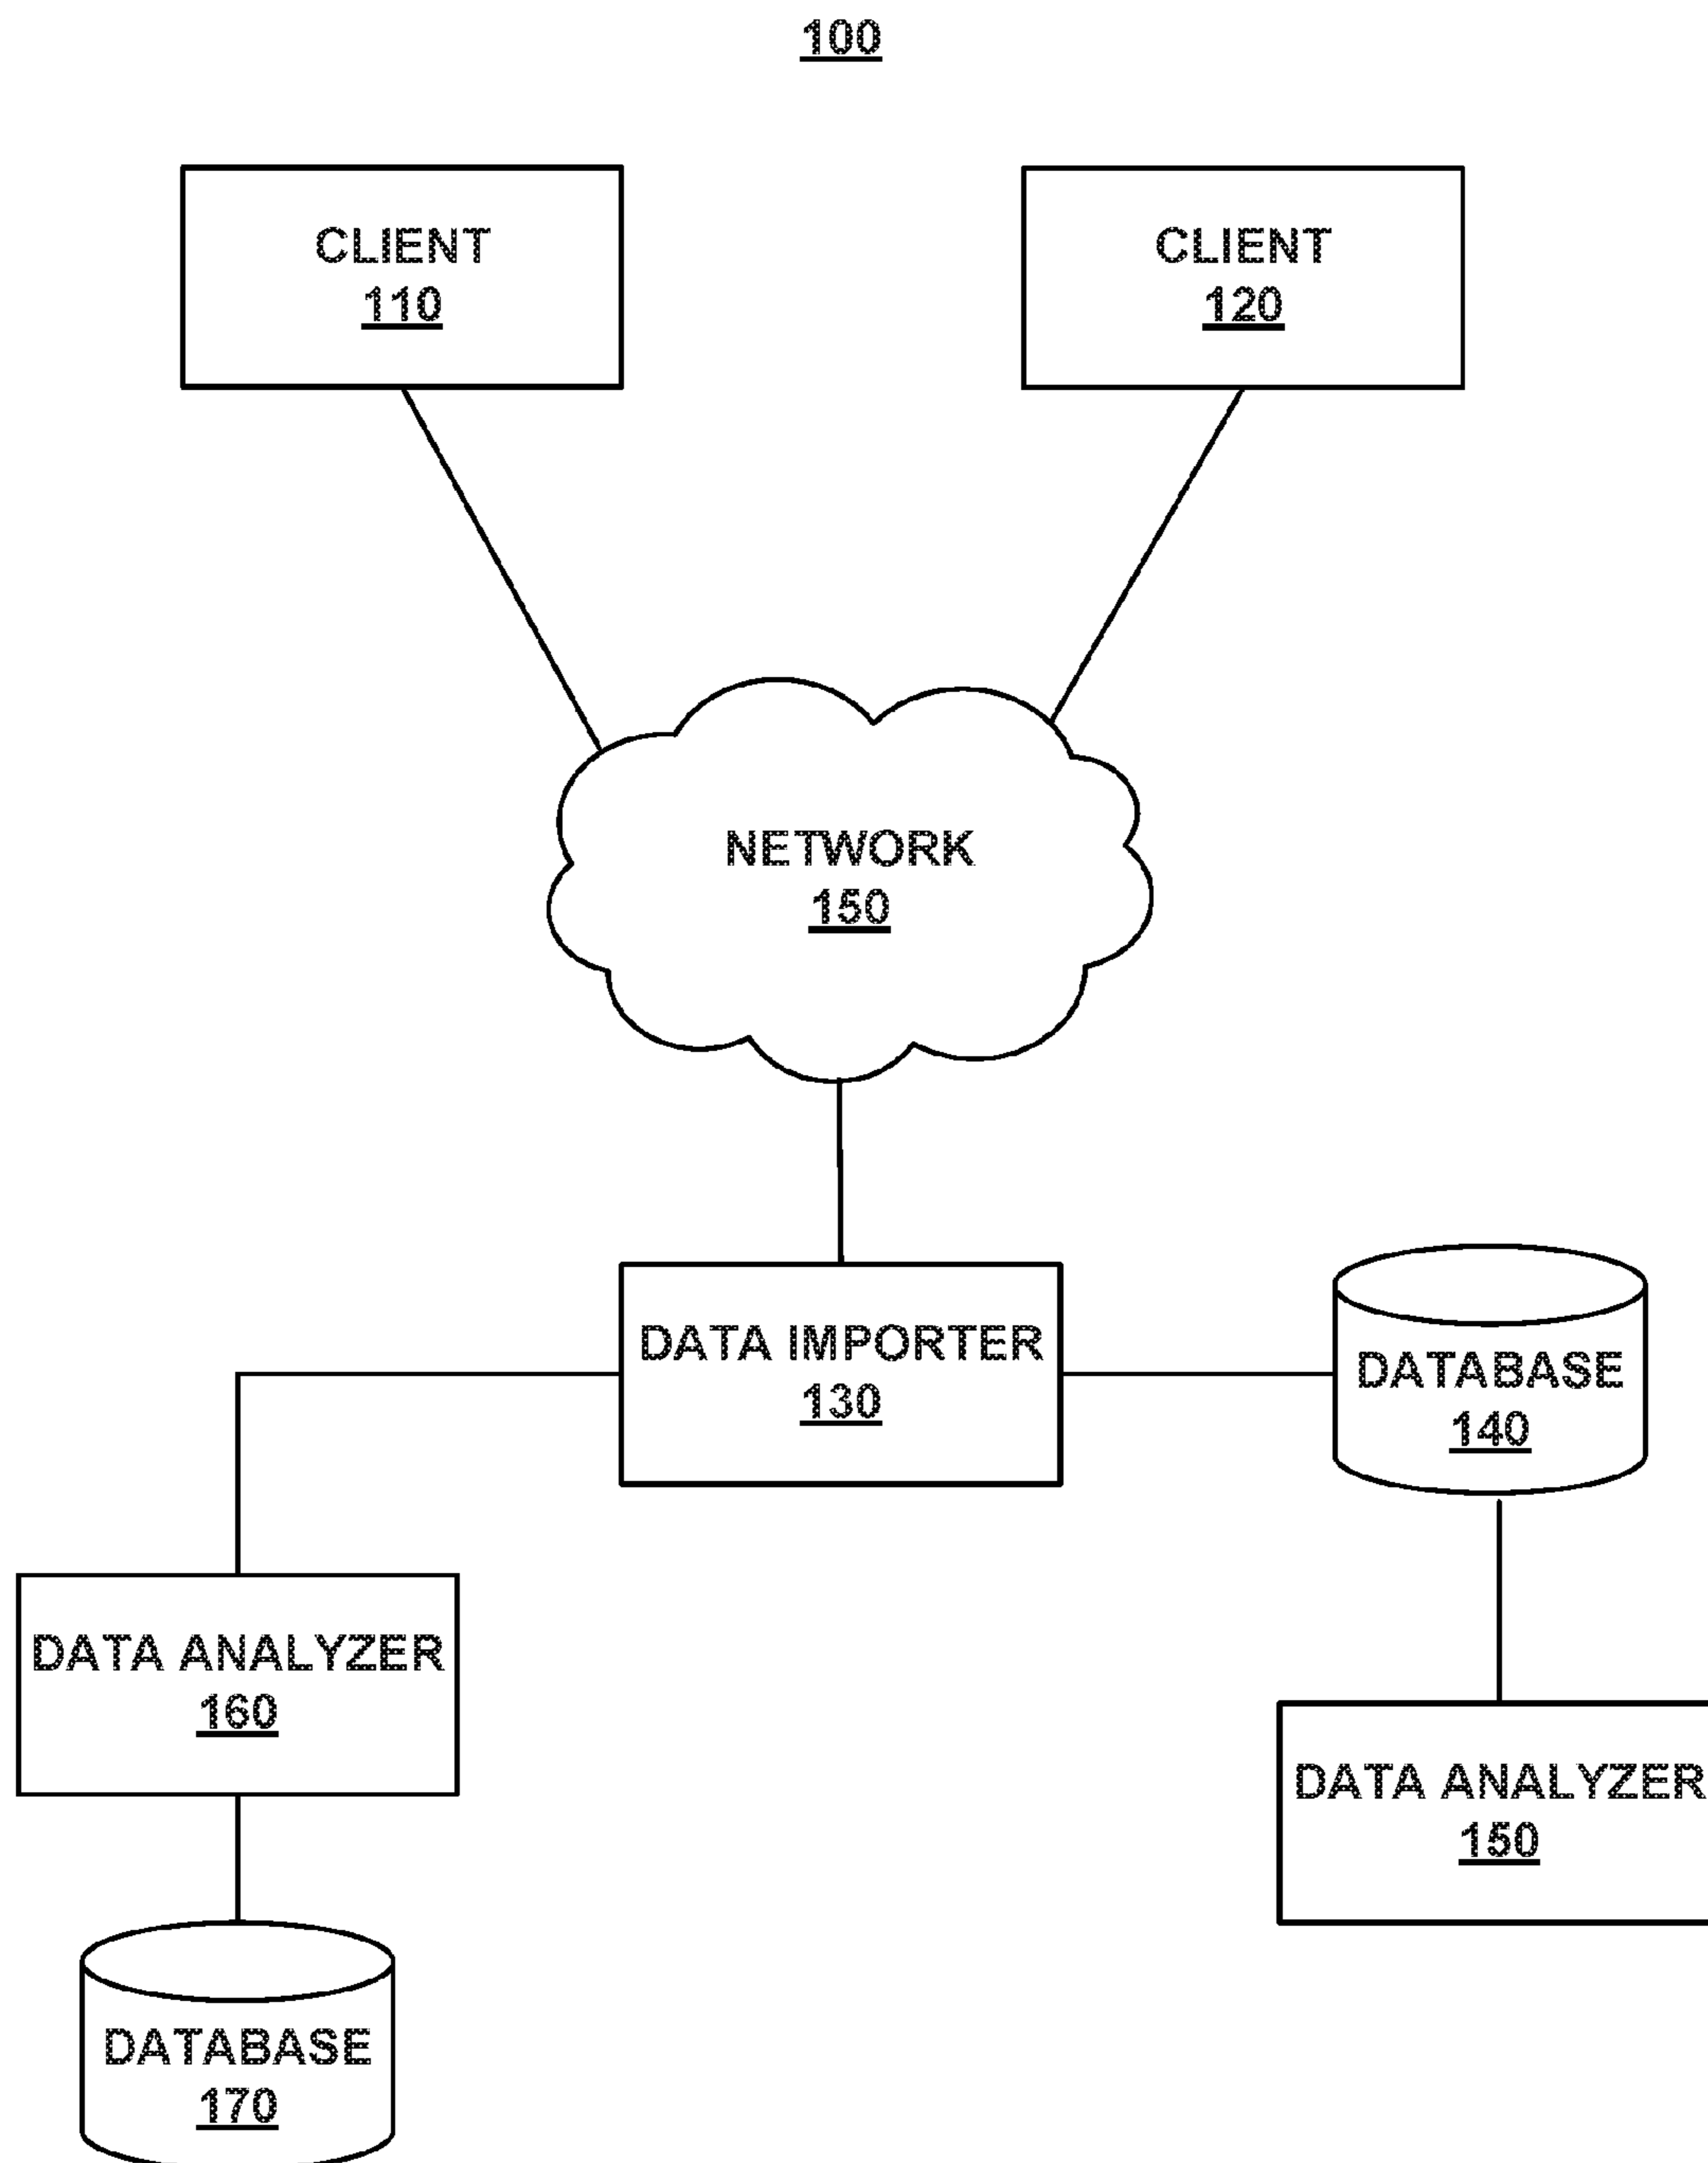 100
CLIENT
110
CLIENT
120
NETWORK
150
DATA IMPORTER
130
DATABASE
140
DATA ANALYZER
160
DATA ANALYZER
150
DATABASE
170